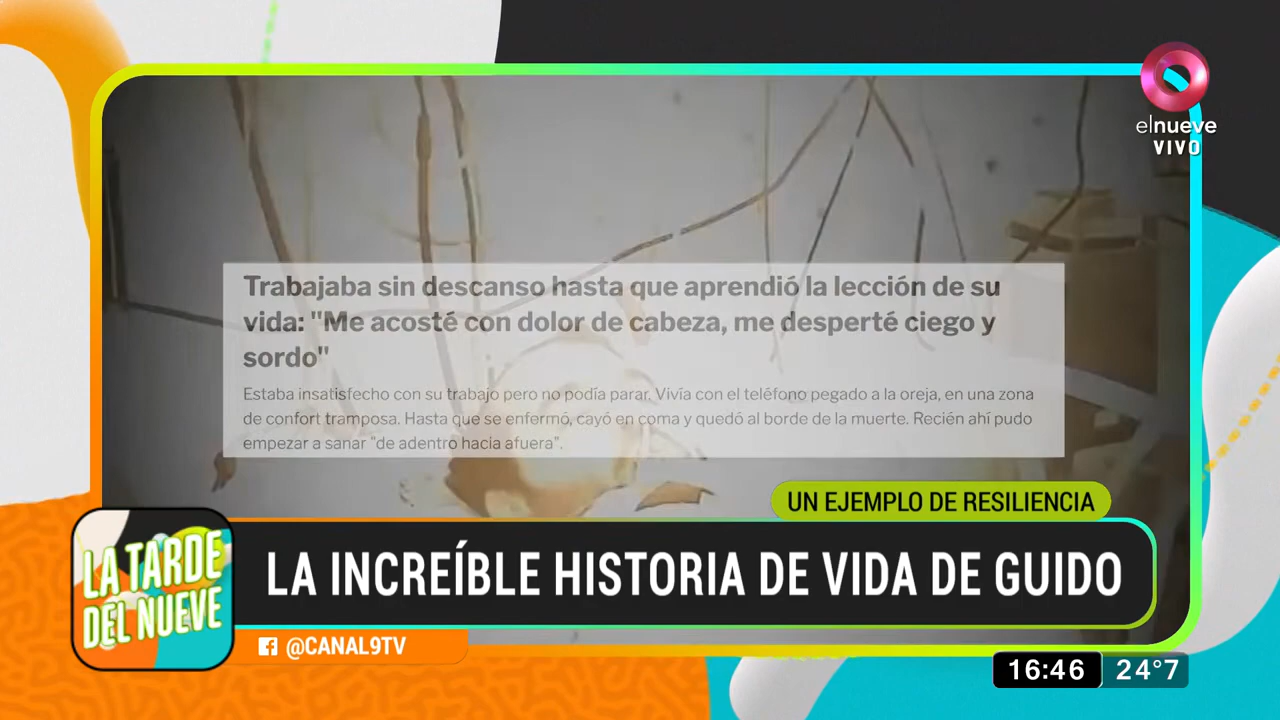 elnueve
VIVO
Trabajaba sin descanso hasta que aprendió la lección de su
vida: "Me acosté con dolor de cabeza, me desperté ciego y
sordo"
Estaba insatisfecho con su trabajo pero no podía parar. Vivía con el teléfono pegado a la oreja, en una zona
de confort tramposa. Hasta que se enfermó, cayó en coma y quedó al borde de la muerte. Recién ahí pudo
empezar a sanar "de adentro hacia afuera".
UN EJEMPLO DE RESILIENCIA
LA TARDE
DEL NUEVE
LA INCREÍBLE HISTORIA DE VIDA DE GUIDO
@CANAL9TV
16:46 24°7